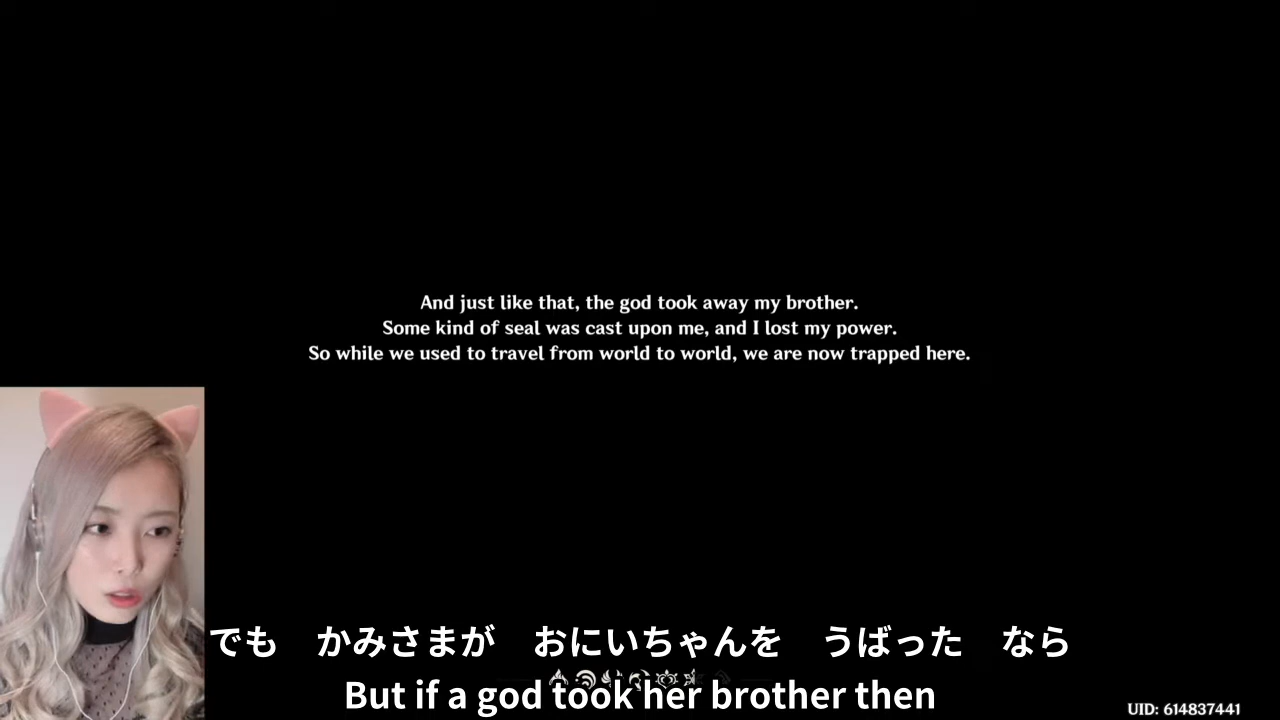 And just like that, the god took away my brother.
Some kind of seal was cast upon me, and I lost my power.
So while we used to travel from world to world, we are now trapped here.
でも かみさまが おにいちゃんを うばった なら
But if a god took her brother then
UID: 614837441